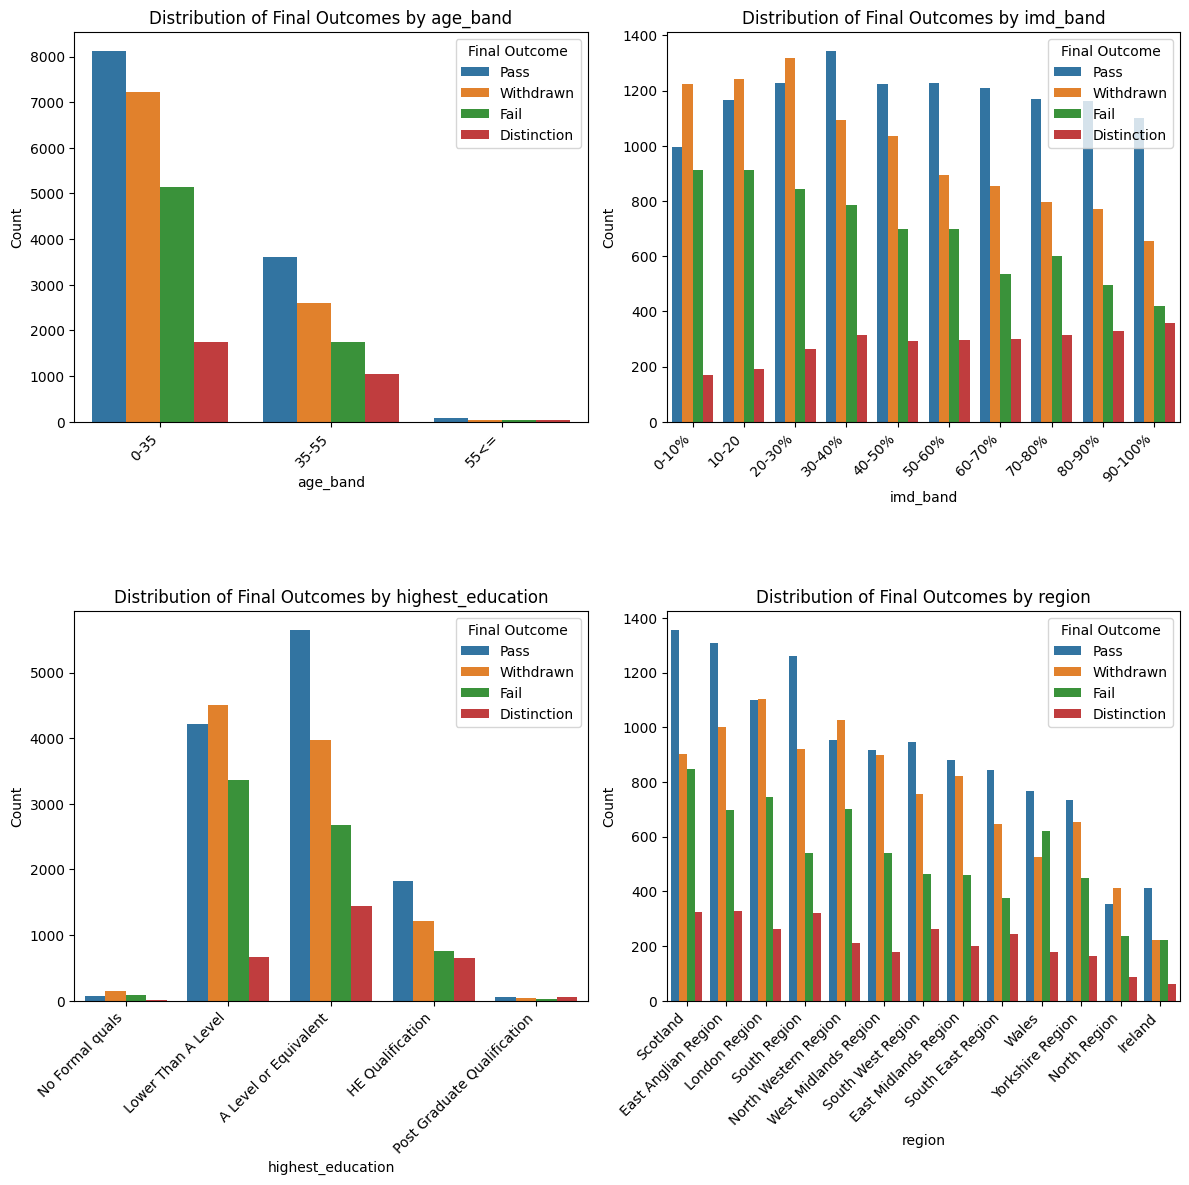 Distribution of Final Outcomes by age_band
Count
8000
7000
6000
5000
4000
3000
2000
1000
0
Final Outcome
Pass
Withdrawn
Fail
Distinction
0-35
35-55
55<=
age_band
Distribution of Final Outcomes by imd_band
Count
1400
1200
1000
800
600
400
200
0
Final Outcome
Pass
Withdrawn
Fail
Distinction
0-10%
10-20
20-30%
30-40%
40-50%
50-60%
60-70%
70-80%
80-90%
90-100%
imd_band
Distribution of Final Outcomes by highest_education
Count
5000
4000
3000
2000
1000
0
Final Outcome
Pass
Withdrawn
Fail
Distinction
No Formal quals
Lower Than A Level
A Level or Equivalent
HE Qualification
Post Graduate Qualification
highest_education
Distribution of Final Outcomes by region
Count
1400
1200
1000
800
600
400
200
0
Final Outcome
Pass
Withdrawn
Fail
Distinction
Scotland
East Anglian Region
London Region
South Region
North Western Region
West Midlands Region
South West Region
East Midlands Region
South East Region
Wales
Yorkshire Region
North Region
Ireland
region